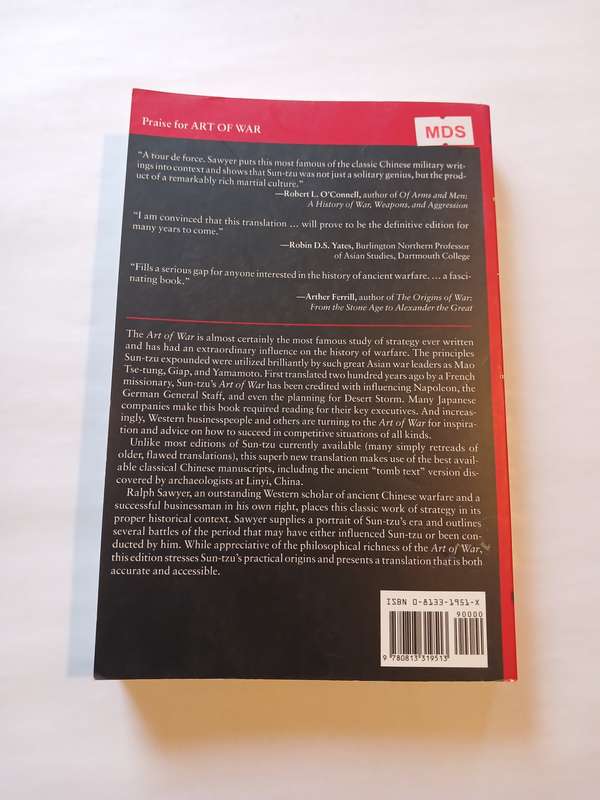 Praise for ART OF WAR
MDS
“A tour de force. Sawyer puts this most famous of the classic Chinese military writ-
ings into context and shows that Sun-tzu was not just a solitary genius, but the prod-
uct of a remarkably rich martial culture.”
—Robert L. O’Connell, author of Of Arms and Men:
A History of War, Weapons, and Aggression
“I am convinced that this translation … will prove to be the definitive edition for
many years to come.”
—Robin D.S. Yates, Burlington Northern Professor
of Asian Studies, Dartmouth College
“Fills a serious gap for anyone interested in the history of ancient warfare. … a fasci-
nating book.”
—Arther Ferrill, author of The Origins of War:
From the Stone Age to Alexander the Great
The Art of War is almost certainly the most famous study of strategy ever written
and has had an extraordinary influence on the history of warfare. The principles
Sun-tzu expounded were utilized brilliantly by such great Asian war leaders as Mao
Tse-tung, Giap, and Yamamoto. First translated two hundred years ago by a French
missionary, Sun-tzu’s Art of War has been credited with influencing Napoleon, the
German General Staff, and even the planning for Desert Storm. Many Japanese
companies make this book required reading for their key executives. And increas-
ingly, Western businesspeople and others are turning to the Art of War for inspira-
tion and advice on how to succeed in competitive situations of all kinds.
Unlike most editions of Sun-tzu currently available (many simply retreads of
older, flawed translations), this superb new translation makes use of the best avail-
able classical Chinese manuscripts, including the ancient “tomb text” version dis-
covered by archaeologists at Linyi, China.
Ralph Sawyer, an outstanding Western scholar of ancient Chinese warfare and a
successful businessman in his own right, places this classic work of strategy in its
proper historical context. Sawyer supplies a portrait of Sun-tzu’s era and outlines
several battles of the period that may have either influenced Sun-tzu or been con-
ducted by him. While appreciative of the philosophical richness of the Art of War,
this edition stresses Sun-tzu’s practical origins and presents a translation that is both
accurate and accessible.
ISBN 0-8133-1951-X
90000
9 780813 319513